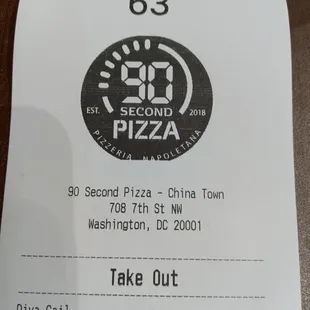 63
90
SECOND
EST. 2018
PIZZA
PIZZERIA NAPOLETANA
90 Second Pizza - China Town
708 7th St NW
Washington, DC 20001
Take Out